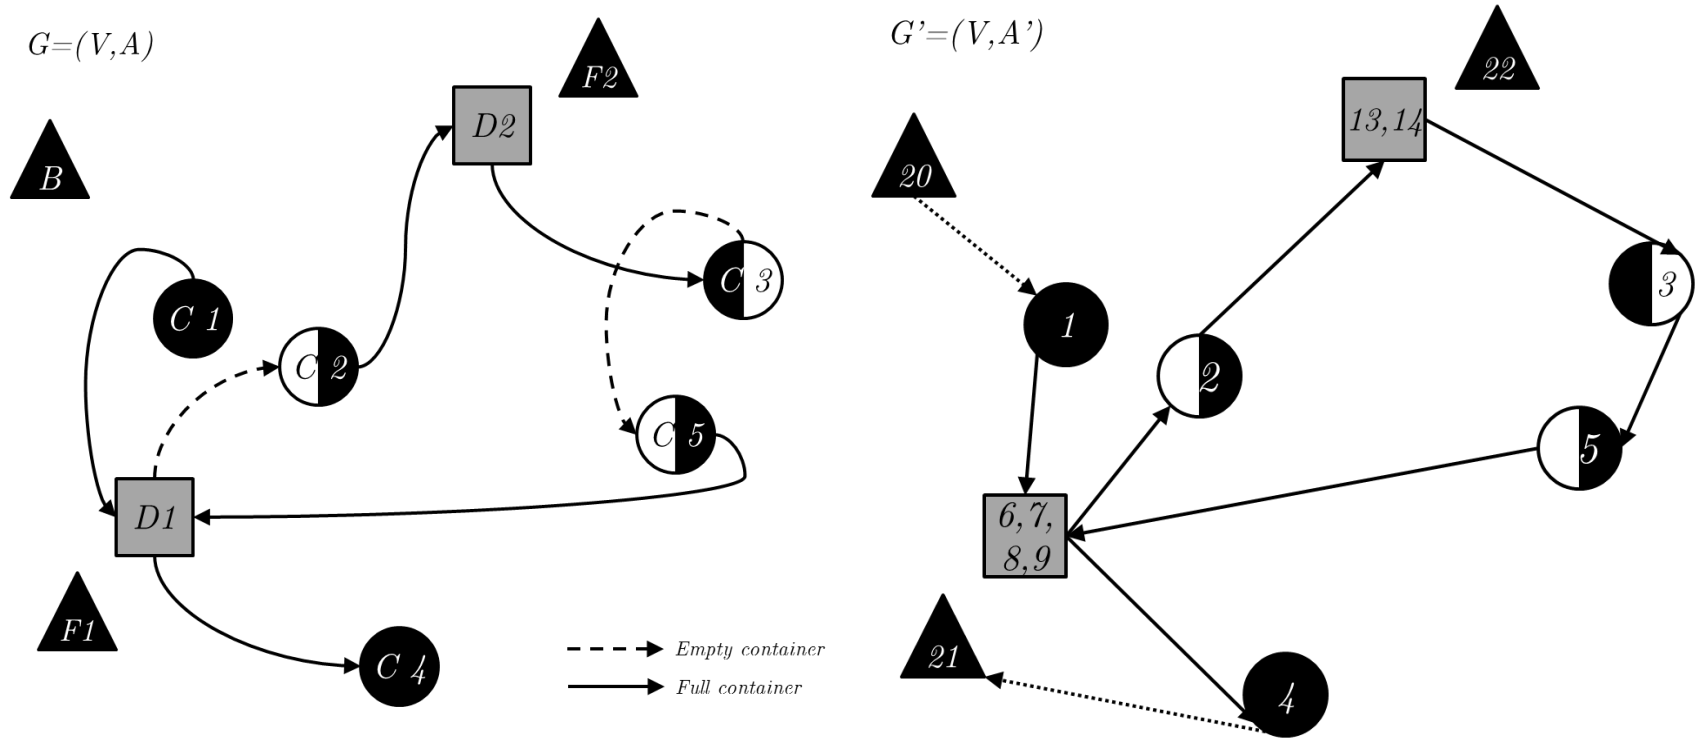 G=(V,A)
F2
D2
B
C 3
C 1
C 2
C 5
D1
F1
C 4
Empty container
Full container
G'=(V,A')
22
13,14
20
3
1
2
5
6,7,
8,9
21
4